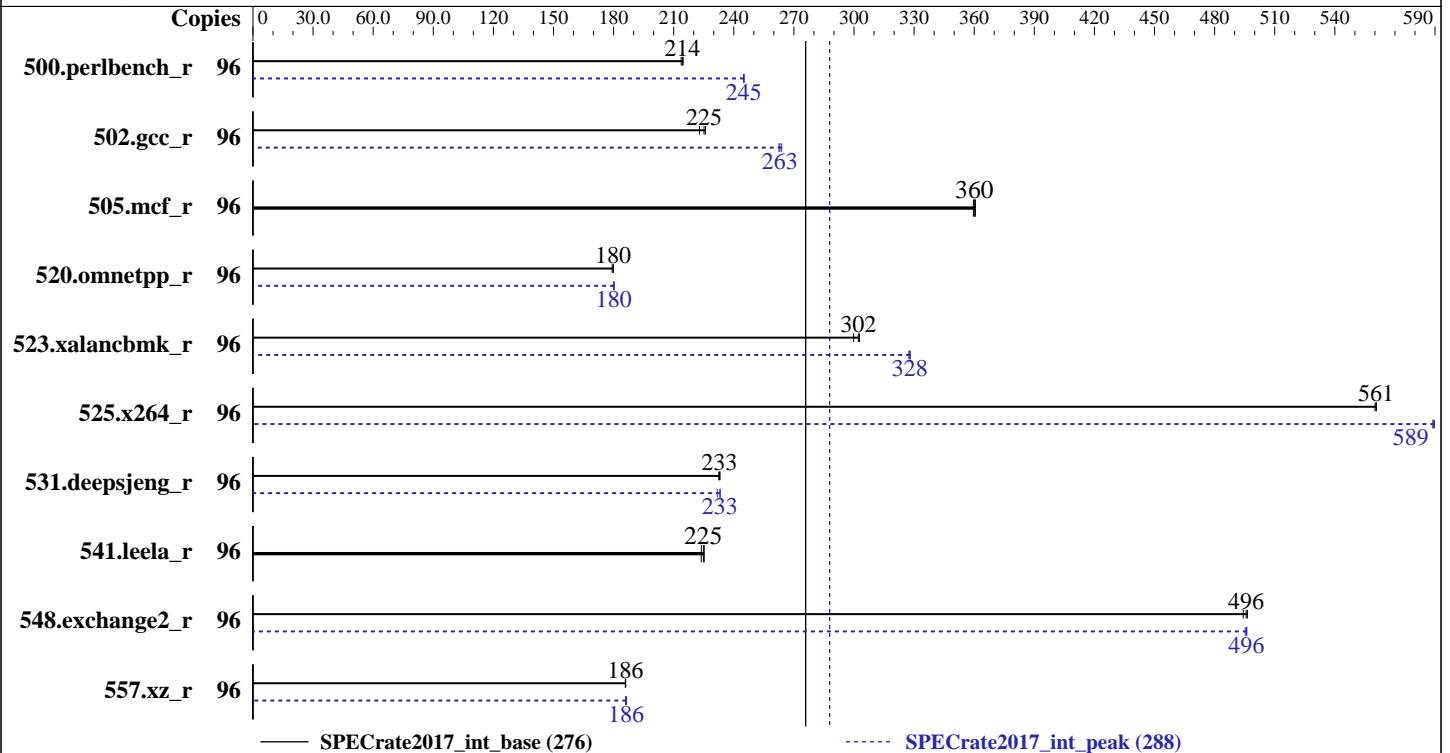 Copies 0 30.0 60.0 90.0 120 150 180 210 240 270 300 330 360 390 420 450 480 510 540 590
214
500.perlbench_r 96
245
225
502.gcc_r 96
263
360
505.mcf_r 96
180
520.omnetpp_r 96
180
302
523.xalancbmk_r 96
328
561
525.x264_r 96
589
233
531.deepsjeng_r 96
233
225
541.leela_r 96
496
548.exchange2_r 96
496
186
557.xz_r 96
186
SPECrate2017_int_base (276) SPECrate2017_int_peak (288)